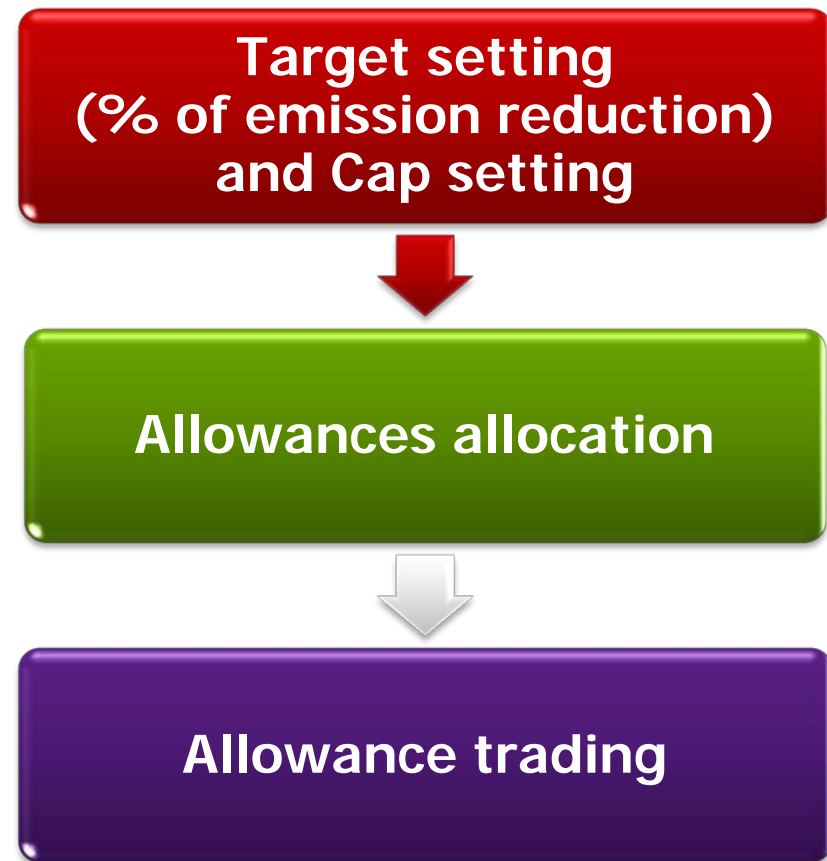 Target setting
(% of emission reduction)
and Cap setting
Allowances allocation
Allowance trading